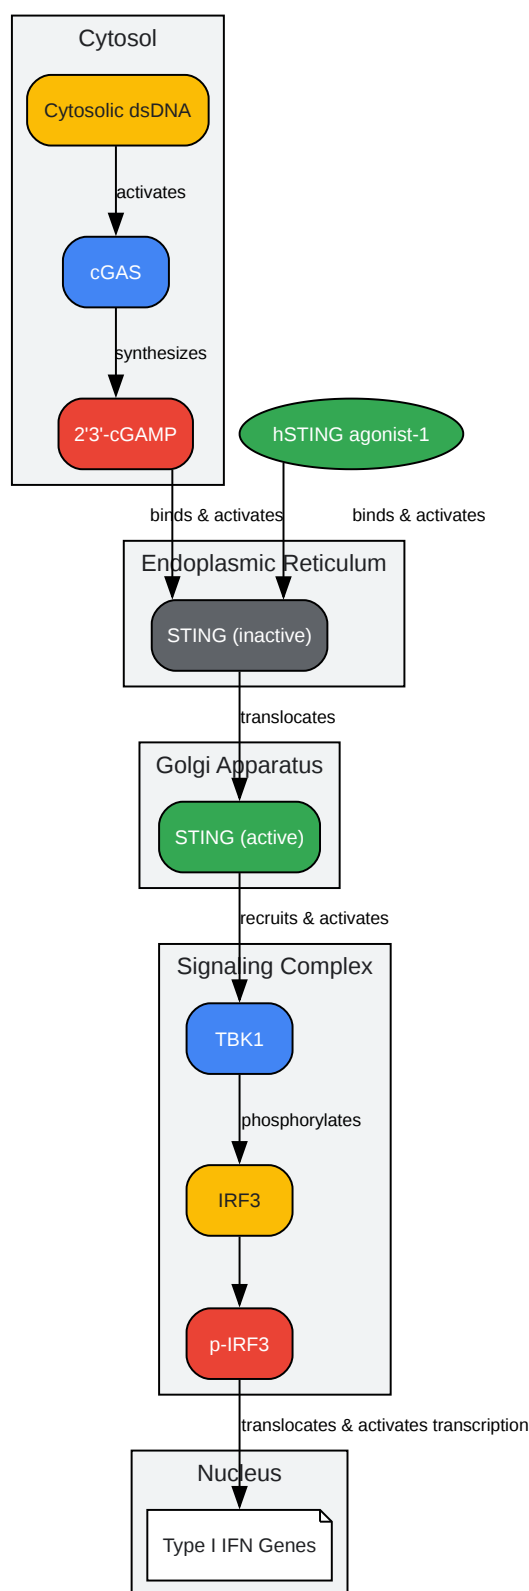 Cytosol
Cytosolic dsDNA
activates
cGAS
synthesizes
2'3'-cGAMP
hSTING agonist-1
binds & activates
binds & activates
Endoplasmic Reticulum
STING (inactive)
translocates
Golgi Apparatus
STING (active)
recruits & activates
Signaling Complex
TBK1
phosphorylates
IRF3
p-IRF3
translocates & activates transcription
Nucleus
Type I IFN Genes